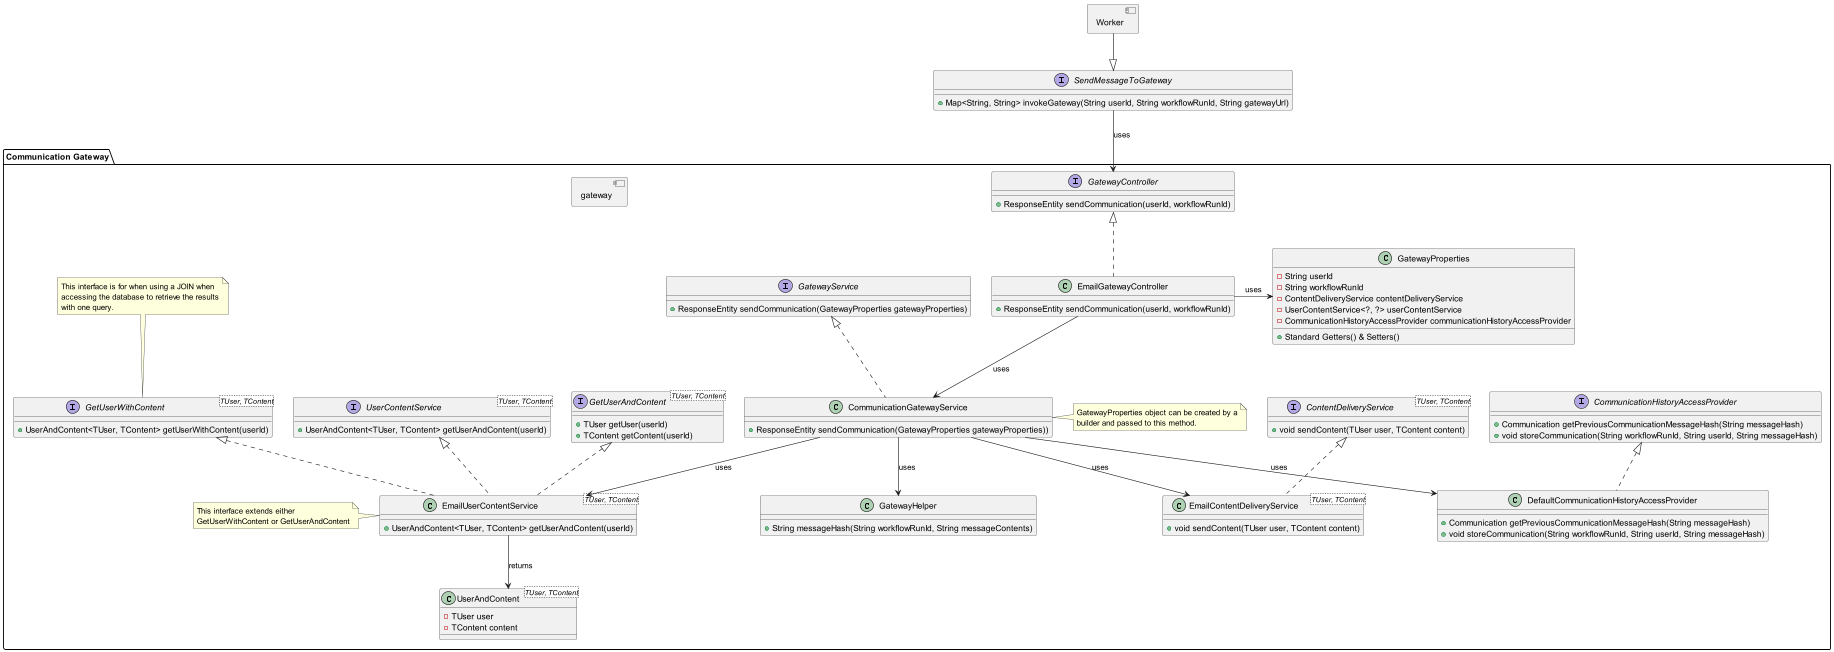 Worker
SendMessageToGateway
Map<String, String> invokeGateway(String userId, String workflowRunId, String gatewayUrl)
uses
Communication Gateway
gateway
GatewayController
ResponseEntity sendCommunication(userId, workflowRunId)
GatewayProperties
String userId
String workflowRunId
ContentDeliveryService contentDeliveryService
UserContentService<?, ?> userContentService
CommunicationHistoryAccessProvider communicationHistoryAccessProvider
Standard Getters() & Setters()
This interface is for when using a JOIN when
accessing the database to retrieve the results
with one query.
GatewayService
ResponseEntity sendCommunication(GatewayProperties gatewayProperties)
EmailGatewayController
ResponseEntity sendCommunication(userId, workflowRunId)
uses
uses
GetUserWithContent
TUser, TContent
UserAndContent<TUser, TContent> getUserWithContent(userId)
UserContentService
TUser, TContent
UserAndContent<TUser, TContent> getUserAndContent(userId)
GetUserAndContent
TUser, TContent
TUser getUser(userId)
TContent getContent(userId)
CommunicationGatewayService
ResponseEntity sendCommunication(GatewayProperties gatewayProperties))
GatewayProperties object can be created by a
builder and passed to this method.
ContentDeliveryService
TUser, TContent
void sendContent(TUser user, TContent content)
CommunicationHistoryAccessProvider
Communication getPreviousCommunicationMessageHash(String messageHash)
void storeCommunication(String workflowRunId, String userId, String messageHash)
uses
uses
uses
uses
This interface extends either
GetUserWithContent or GetUserAndContent
EmailUserContentService
TUser, TContent
UserAndContent<TUser, TContent> getUserAndContent(userId)
GatewayHelper
String messageHash(String workflowRunId, String messageContents)
EmailContentDeliveryService
TUser, TContent
void sendContent(TUser user, TContent content)
DefaultCommunicationHistoryAccessProvider
Communication getPreviousCommunicationMessageHash(String messageHash)
void storeCommunication(String workflowRunId, String userId, String messageHash)
returns
UserAndContent
TUser, TContent
TUser user
TContent content